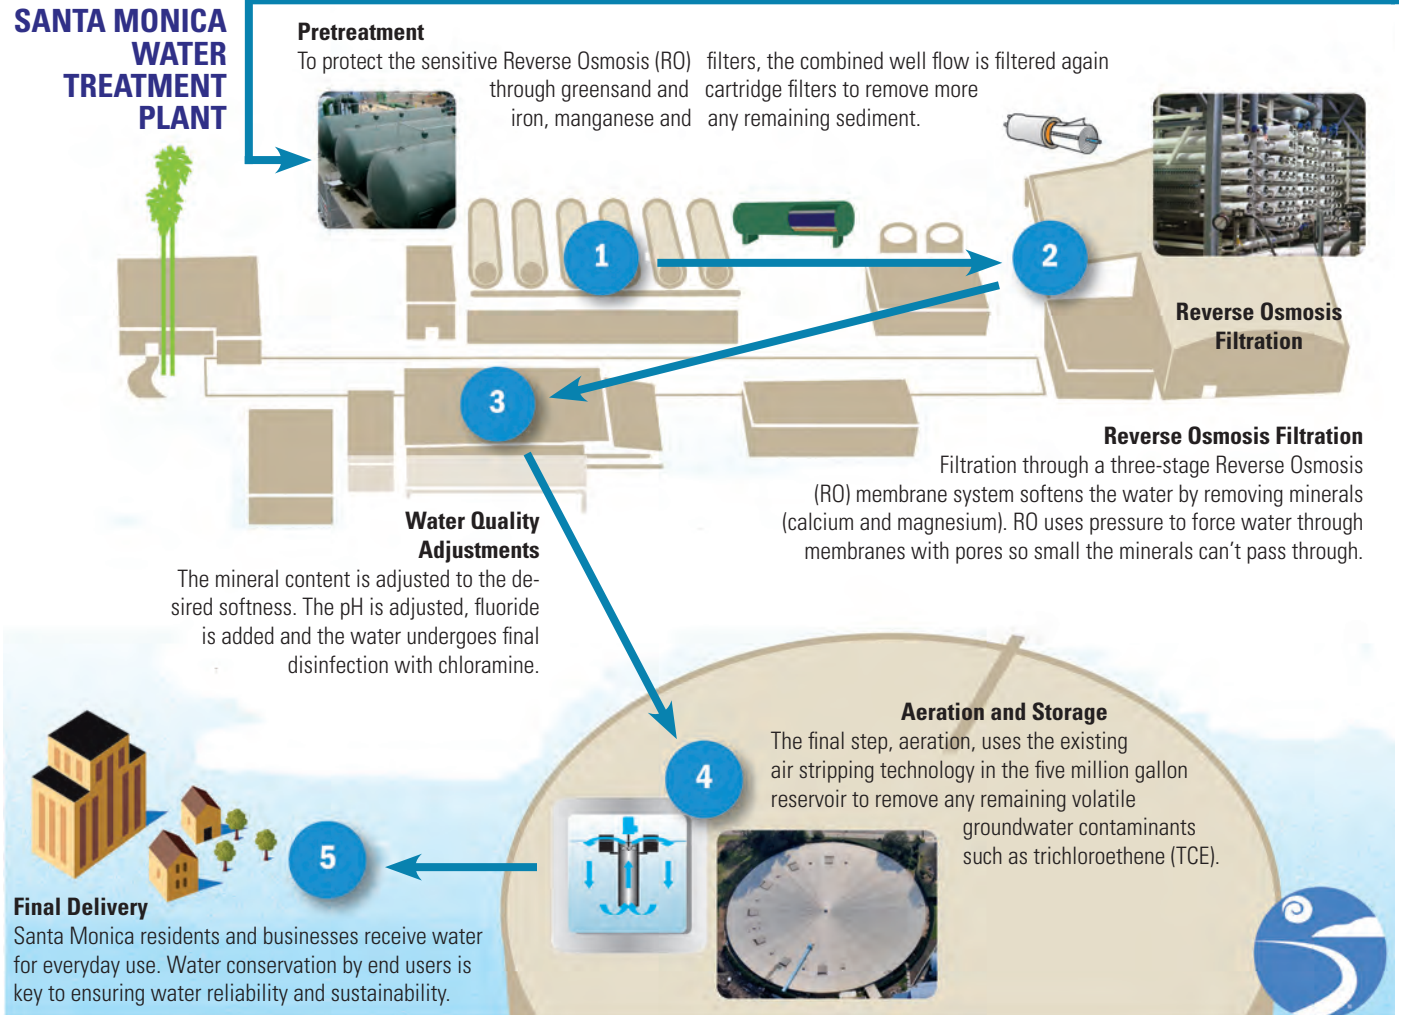 SANTA MONICA
WATER
TREATMENT
PLANT
Pretreatment
To protect the sensitive Reverse Osmosis (RO) filters, the combined well flow is filtered again
through greensand and cartridge filters to remove more
iron, manganese and any remaining sediment.
1
2
Reverse Osmosis
Filtration
3
Reverse Osmosis Filtration
Filtration through a three-stage Reverse Osmosis
(RO) membrane system softens the water by removing minerals
(calcium and magnesium). RO uses pressure to force water through
membranes with pores so small the minerals can't pass through.
Water Quality
Adjustments
The mineral content is adjusted to the de-
sired softness. The pH is adjusted, fluoride
is added and the water undergoes final
disinfection with chloramine.
Aeration and Storage
The final step, aeration, uses the existing
air stripping technology in the five million gallon
reservoir to remove any remaining volatile
groundwater contaminants
such as trichloroethene (TCE).
4
5
Final Delivery
Santa Monica residents and businesses receive water
for everyday use. Water conservation by end users is
key to ensuring water reliability and sustainability.